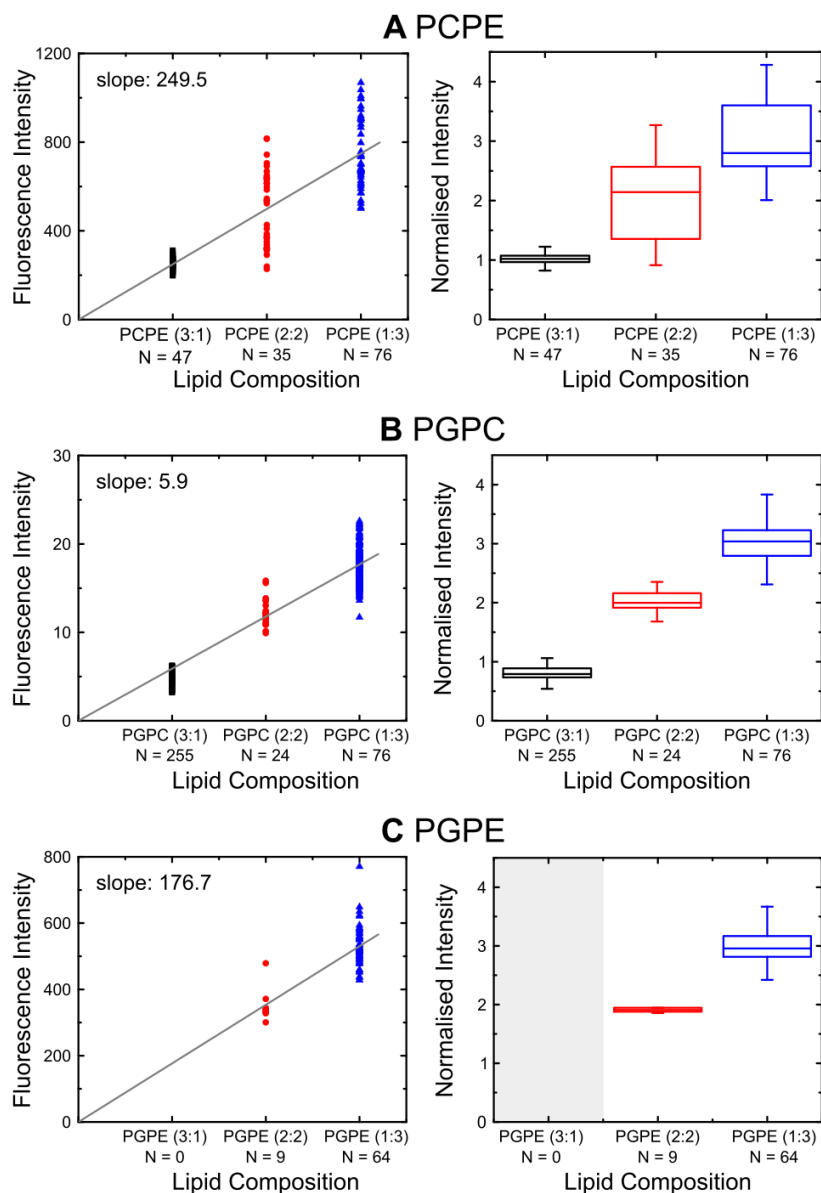 A PCPE
Fluorescence Intensity
1200
800
400
0
slope: 249.5
PCPE (3:1) PCPE (2:2) PCPE (1:3)
N = 47 N = 35 N = 76
Lipid Composition
Normalised Intensity
4
3
2
1
0
PCPE (3:1) PCPE (2:2) PCPE (1:3)
N = 47 N = 35 N = 76
Lipid Composition
B PGPC
Fluorescence Intensity
30
20
10
0
slope: 5.9
PGPC (3:1) PGPC (2:2) PGPC (1:3)
N = 255 N = 24 N = 76
Lipid Composition
Normalised Intensity
4
3
2
1
0
PGPC (3:1) PGPC (2:2) PGPC (1:3)
N = 255 N = 24 N = 76
Lipid Composition
C PGPE
Fluorescence Intensity
800
600
400
200
0
slope: 176.7
PGPE (3:1) PGPE (2:2) PGPE (1:3)
N = 0 N = 9 N = 64
Lipid Composition
Normalised Intensity
4
3
2
1
0
PGPE (3:1) PGPE (2:2) PGPE (1:3)
N = 0 N = 9 N = 64
Lipid Composition